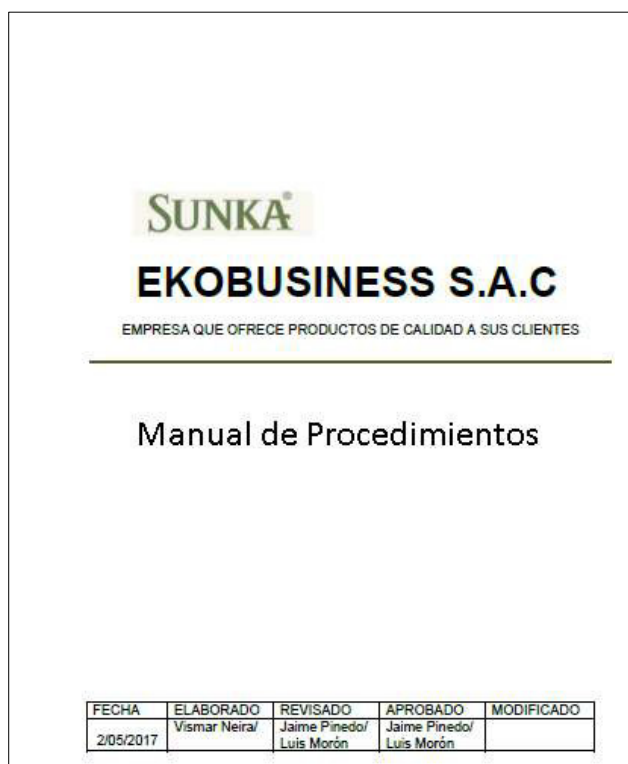 SUNKA®
EKOBUSINESS S.A.C
EMPRESA QUE OFRECE PRODUCTOS DE CALIDAD A SUS CLIENTES
Manual de Procedimientos
FECHA ELABORADO REVISADO APROBADO MODIFICADO
2/05/2017 Vismar Neira/ Jaime Pinedo/ Jaime Pinedo/
Luis Morón Luis Morón